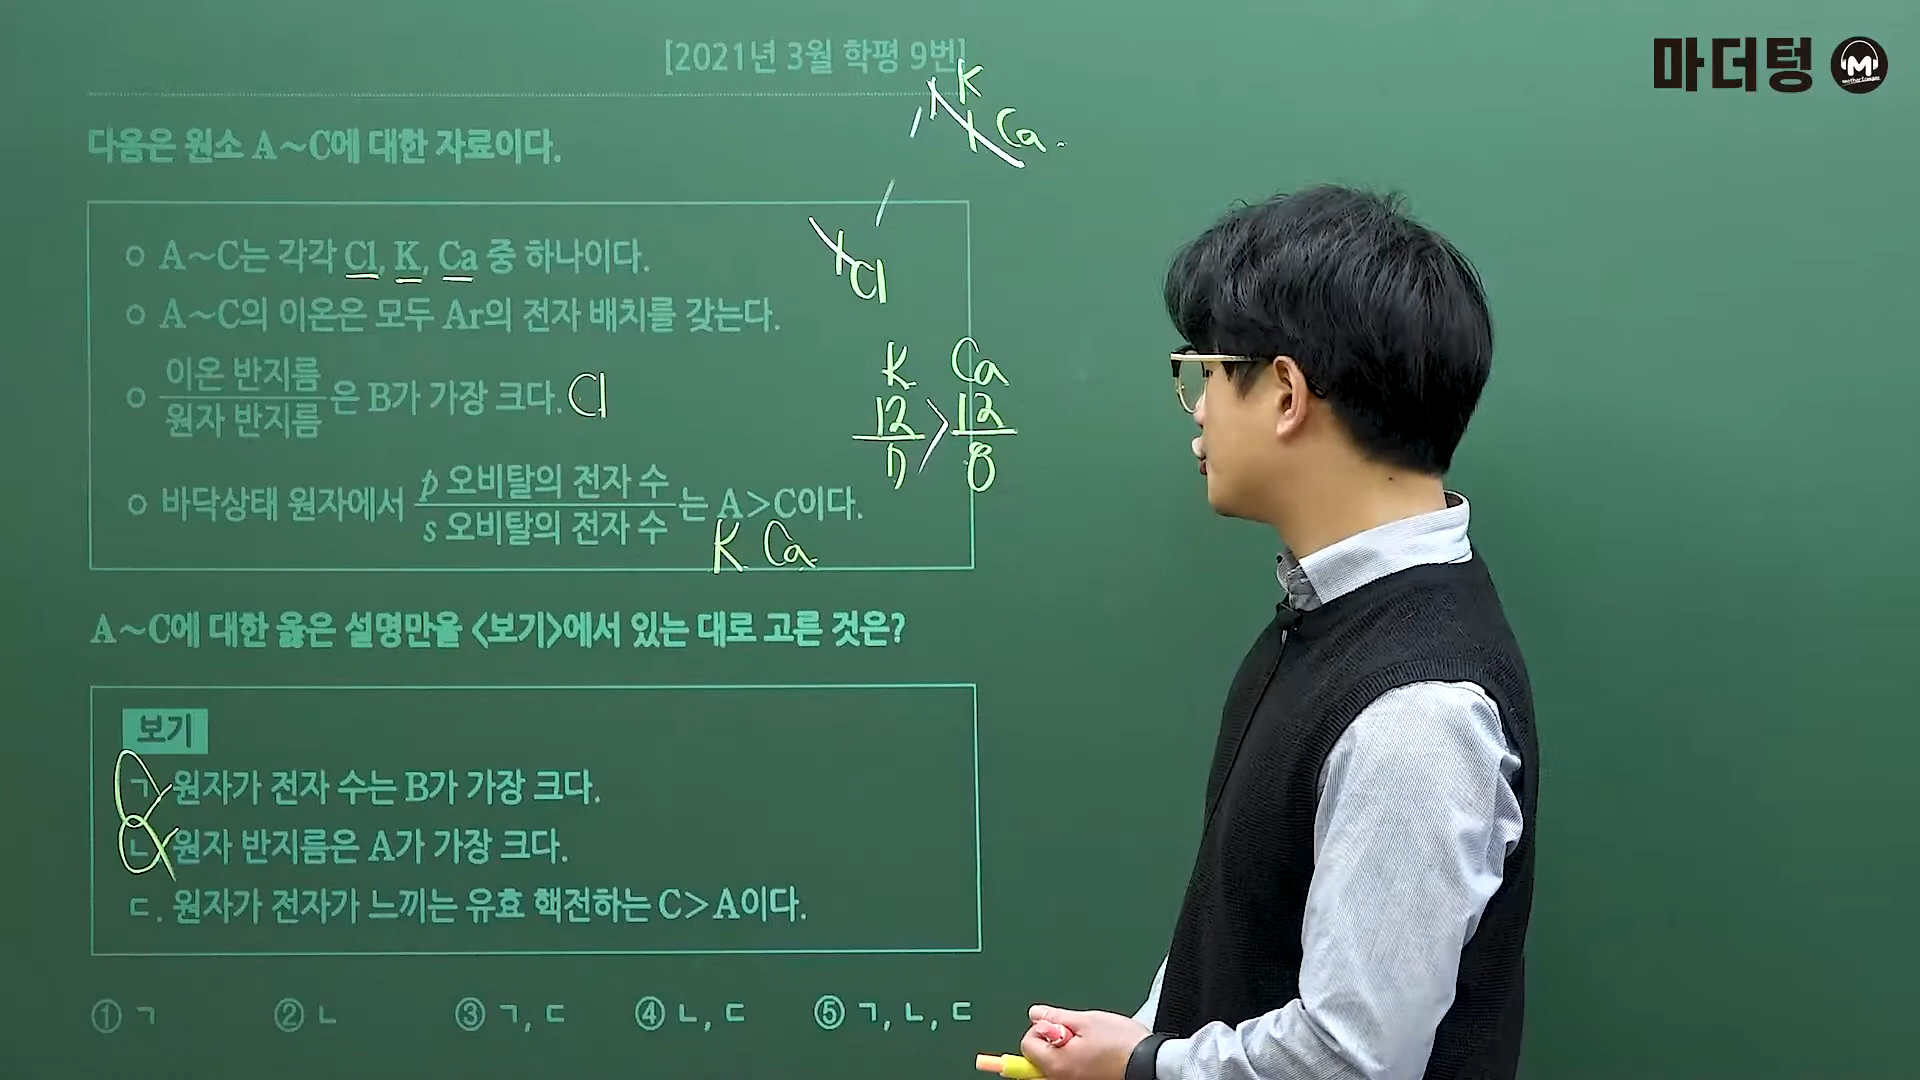 마더텅
M
[2021년 3월 학평 9번]
K
Ca
다음은 원소 A~C에 대한 자료이다.
○ A~C는 각각 Cl, K, Ca 중 하나이다.
Cl
○ A~C의 이온은 모두 Ar의 전자 배치를 갖는다.
○ 이온 반지름
원자 반지름 은 B가 가장 크다. Cl
K Ca
12 > 12
7 8
○ 바닥상태 원자에서 p 오비탈의 전자 수
s 오비탈의 전자 수 는 A>C이다.
K Ca
A~C에 대한 옳은 설명만을 <보기>에서 있는 대로 고른 것은?
보기
ㄱ. 원자가 전자 수는 B가 가장 크다.
ㄴ. 원자 반지름은 A가 가장 크다.
ㄷ. 원자가 전자가 느끼는 유효 핵전하는 C>A이다.
① ㄱ ② ㄴ ③ ㄱ, ㄷ ④ ㄴ, ㄷ ⑤ ㄱ, ㄴ, ㄷ